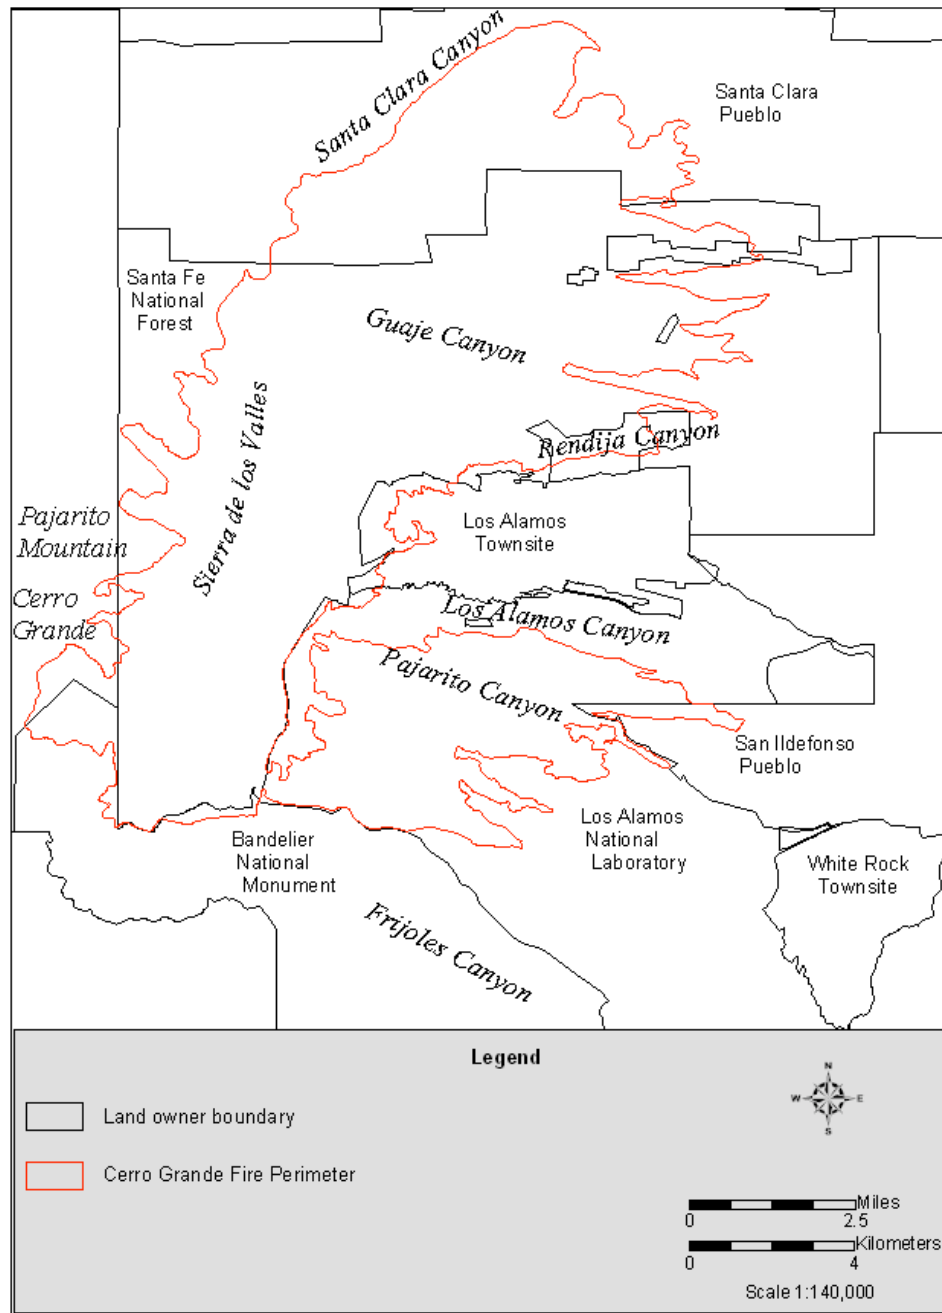 Santa Clara Canyon
Santa Clara
Pueblo
Santa Fe
National
Forest
Guaje Canyon
Sierra de los Valles
Rendija Canyon
Pajarito
Mountain
Los Alamos
Townsite
Cerro
Grande
Los Alamos Canyon
Pajarito Canyon
San Ildefonso
Pueblo
Los Alamos
National
Laboratory
Bandelier
National
Monument
White Rock
Townsite
Frijoles Canyon
Legend
Land owner boundary
Cerro Grande Fire Perimeter
N
W E
S
Miles
0 2.5
Kilometers
0 4
Scale 1:140,000